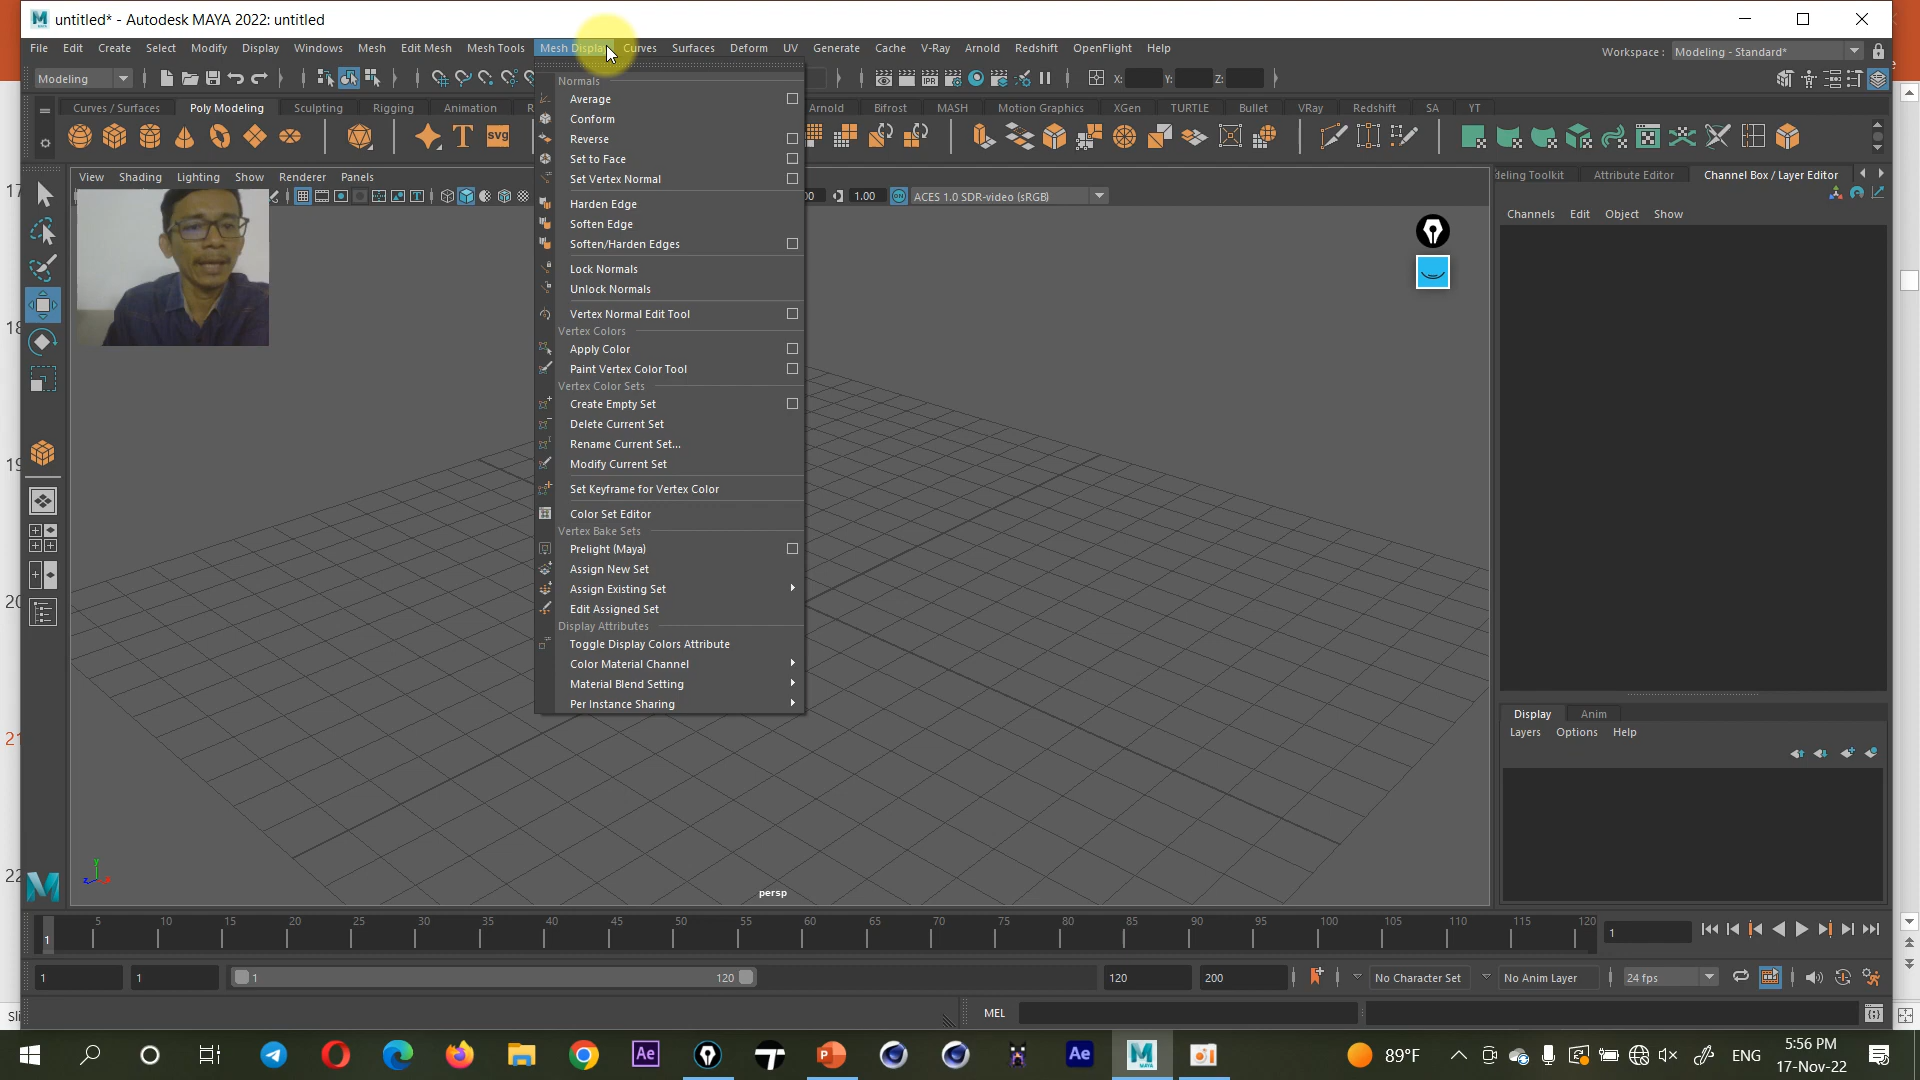 untitled* - Autodesk MAYA 2022: untitled
File Edit Create Select Modify Display Windows Mesh Edit Mesh Mesh Tools Mesh Display Curves Surfaces Deform UV Generate Cache V-Ray Arnold Redshift OpenFlight Help
Workspace : Modeling - Standard*
Modeling
X: Y: Z:
Curves / Surfaces Poly Modeling Sculpting Rigging Animation Arnold Bifrost MASH Motion Graphics XGen TURTLE Bullet VRay Redshift SA YT
SVG
View Shading Lighting Show Renderer Panels
1.00 ACES 1.0 SDR-video (sRGB)
Normals
Average
Conform
Reverse
Set to Face
Set Vertex Normal
Harden Edge
Soften Edge
Soften/Harden Edges
Lock Normals
Unlock Normals
Vertex Normal Edit Tool
Vertex Colors
Apply Color
Paint Vertex Color Tool
Vertex Color Sets
Create Empty Set
Delete Current Set
Rename Current Set...
Modify Current Set
Set Keyframe for Vertex Color
Color Set Editor
Vertex Bake Sets
Prelight (Maya)
Assign New Set
Assign Existing Set
Edit Assigned Set
Display Attributes
Toggle Display Colors Attribute
Color Material Channel
Material Blend Setting
Per Instance Sharing
Modeling Toolkit Attribute Editor Channel Box / Layer Editor
Channels Edit Object Show
Display Anim
Layers Options Help
persp
5 10 15 20 25 30 35 40 45 50 55 60 65 70 75 80 85 90 95 100 105 110 115 120
1 1
1 1 1 120 120 200 No Character Set No Anim Layer 24 fps
MEL
89°F ENG 5:56 PM
17-Nov-22